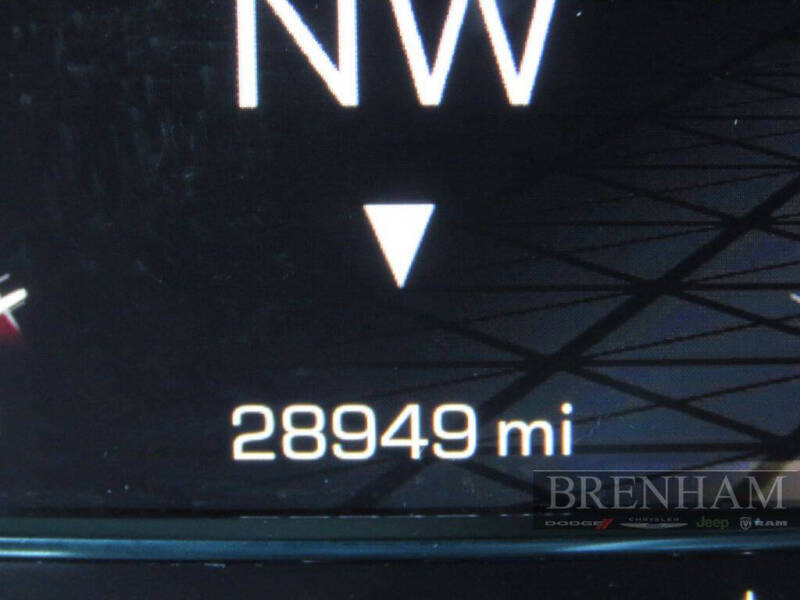 NW
28949 mi
BRENHAM
DODGE CHRYSLER Jeep RAM